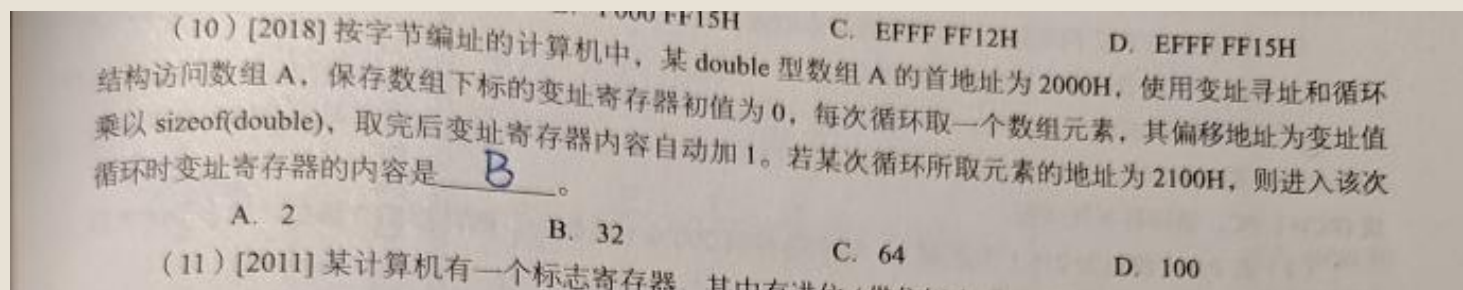 FF15H C. EFFF FF12H D. EFFF FF15H
（10）[2018] 按字节编址的计算机中，某 double 型数组 A 的首地址为 2000H，使用变址寻址和循环
结构访问数组 A，保存数组下标的变址寄存器初值为 0，每次循环取一个数组元素，其偏移地址为变址值
乘以 sizeof(double)，取完后变址寄存器内容自动加 1。若某次循环所取元素的地址为 2100H，则进入该次
循环时变址寄存器的内容是 B 。
A. 2 B. 32 C. 64 D. 100
（11）[2011] 某计算机有一个标志寄存器